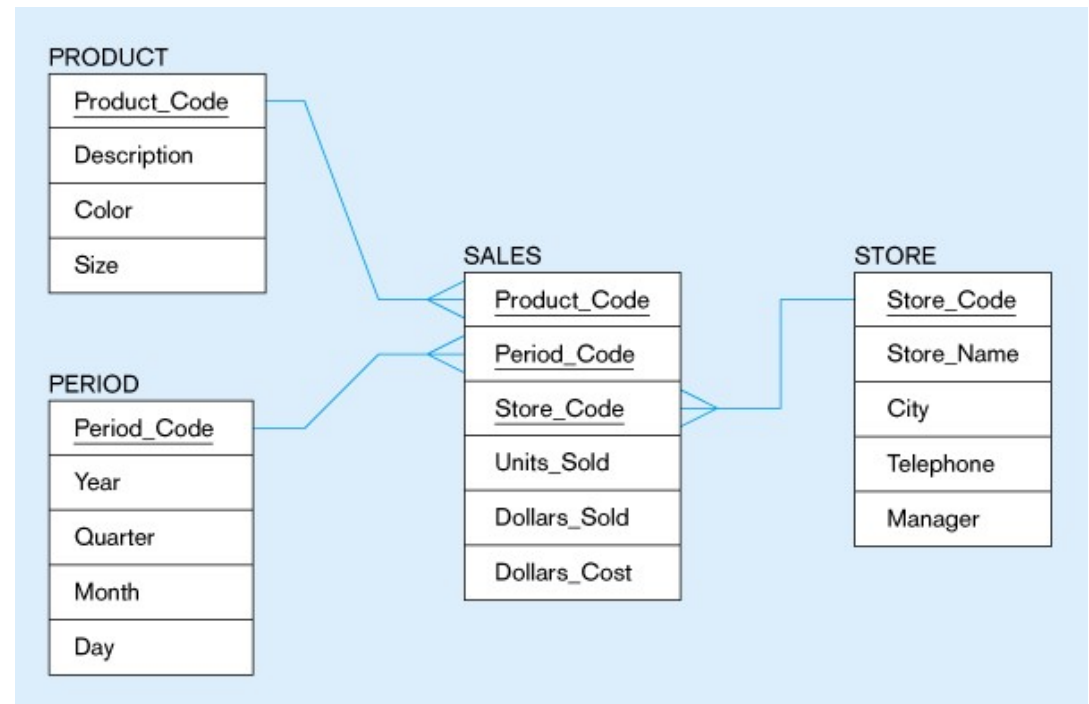 PRODUCT
Product_Code
Description
Color
Size
PERIOD
Period_Code
Year
Quarter
Month
Day
SALES
Product_Code
Period_Code
Store_Code
Units_Sold
Dollars_Sold
Dollars_Cost
STORE
Store_Code
Store_Name
City
Telephone
Manager